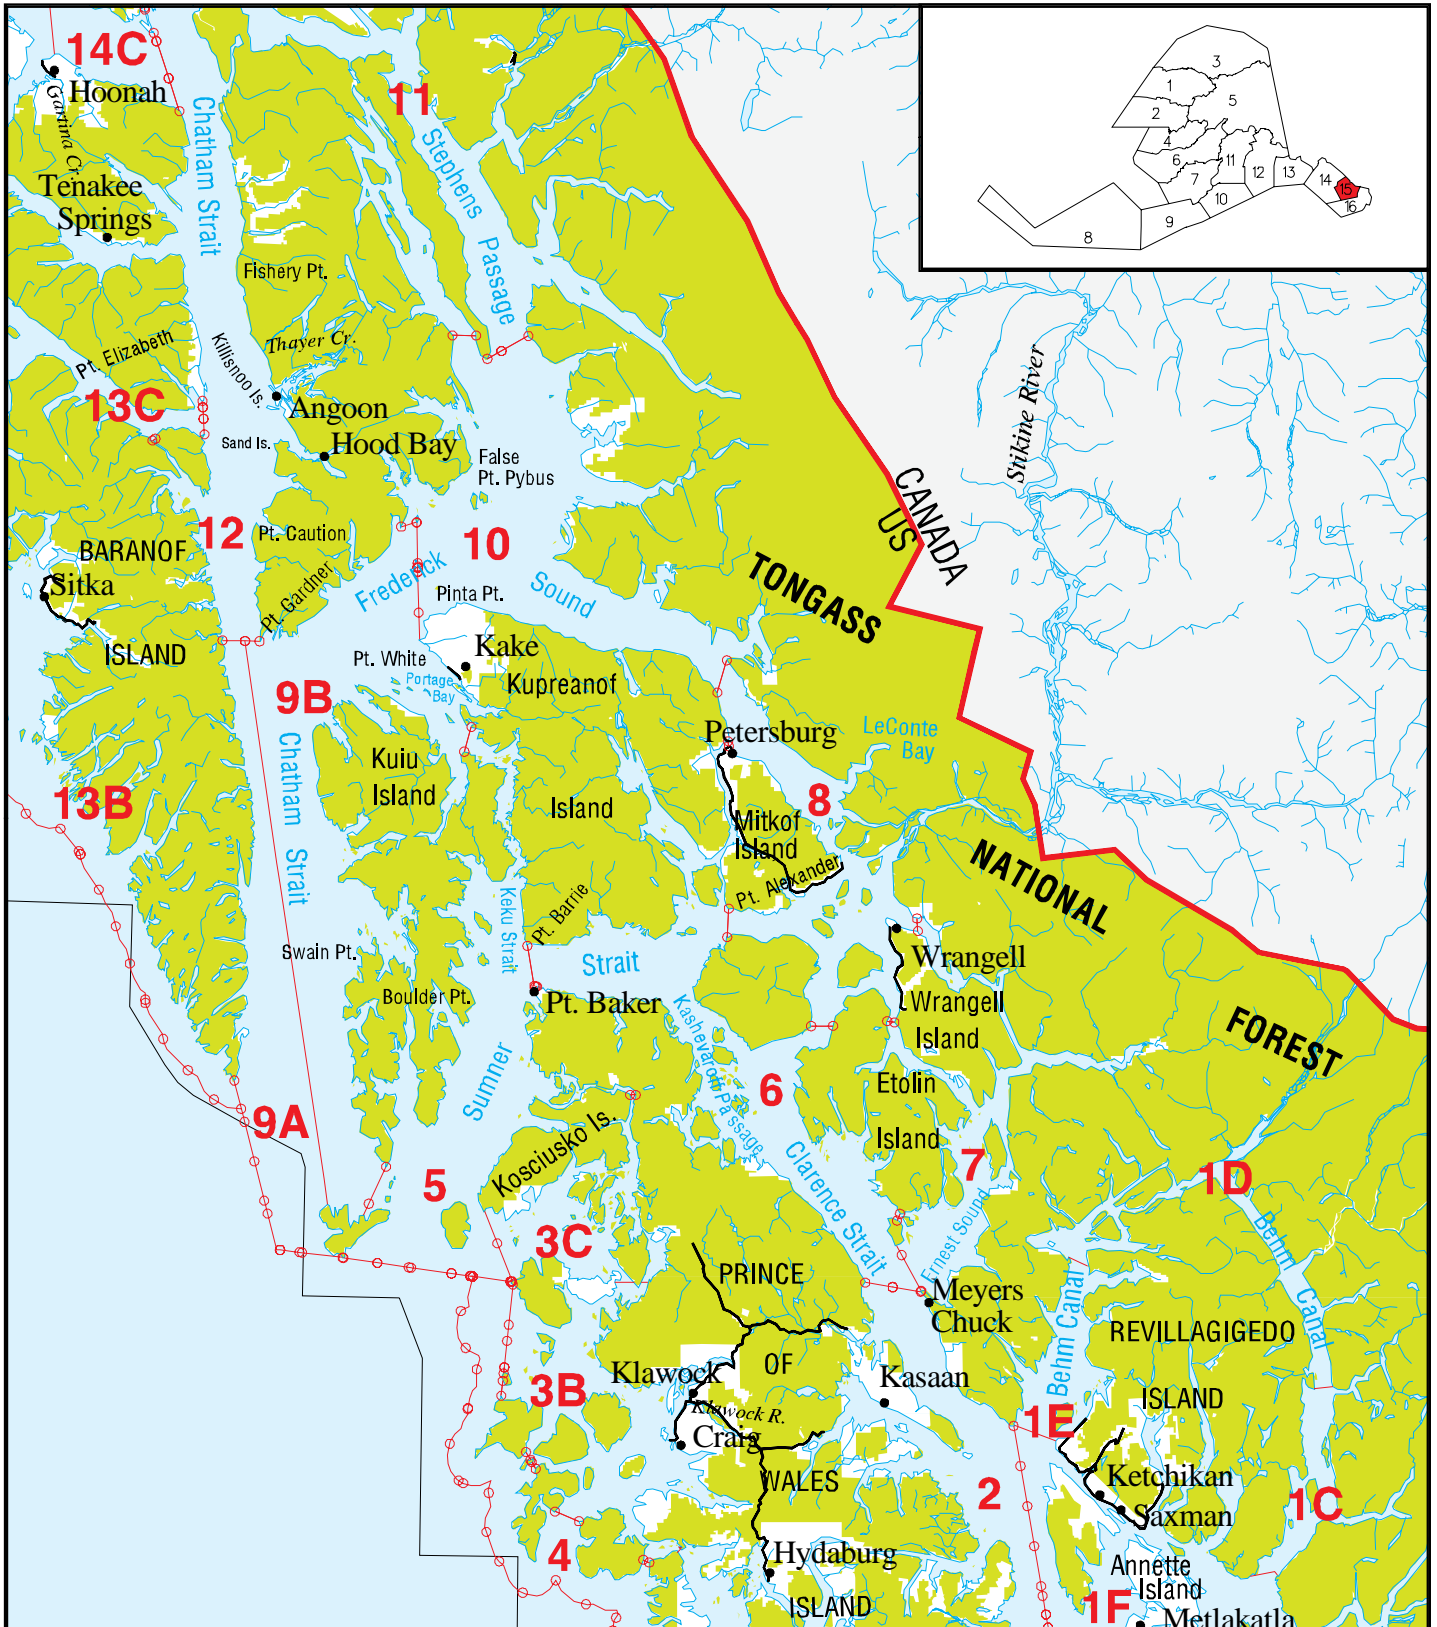 14C
Hoonah
Gartina Cr.
Tenakee
Springs
Chatham Strait
11
Stephens
Passage
3
1
5
2
4
6
11
7
12
13
14
15
16
10
9
8
Fishery Pt.
Thayer Cr.
Killisnoo Is.
Pt. Elizabeth
13C
Angoon
Sand Is.
Hood Bay
False
Pt. Pybus
Stikine River
CANADA
US
12
Pt. Caution
10
BARANOF
Sitka
ISLAND
Pt. Gardner
Frederick
Sound
Pinta Pt.
TONGASS
Kake
Pt. White
Portage
Bay
Kupreanof
9B
Petersburg
LeConte
Bay
Chatham
Strait
Kuiu
Island
Island
13B
8
Mitkof
Island
Pt. Alexander
NATIONAL
Keku Strait
Pt. Barrie
Swain Pt.
Strait
Wrangell
Boulder Pt.
Pt. Baker
Wrangell
Island
Kashevarof Passage
FOREST
Sumner
6
Etolin
Island
9A
Kosciusko Is.
Clarence Strait
7
5
1D
3C
Ernest Sound
Behm
Canal
PRINCE
Meyers
Chuck
Behm Canal
REVILLAGIGEDO
OF
Klawock
Kasaan
3B
ISLAND
Klawock R.
Craig
1E
WALES
Ketchikan
2
Saxman
1C
4
Hydaburg
Annette
Island
ISLAND
1F
Metlakatla